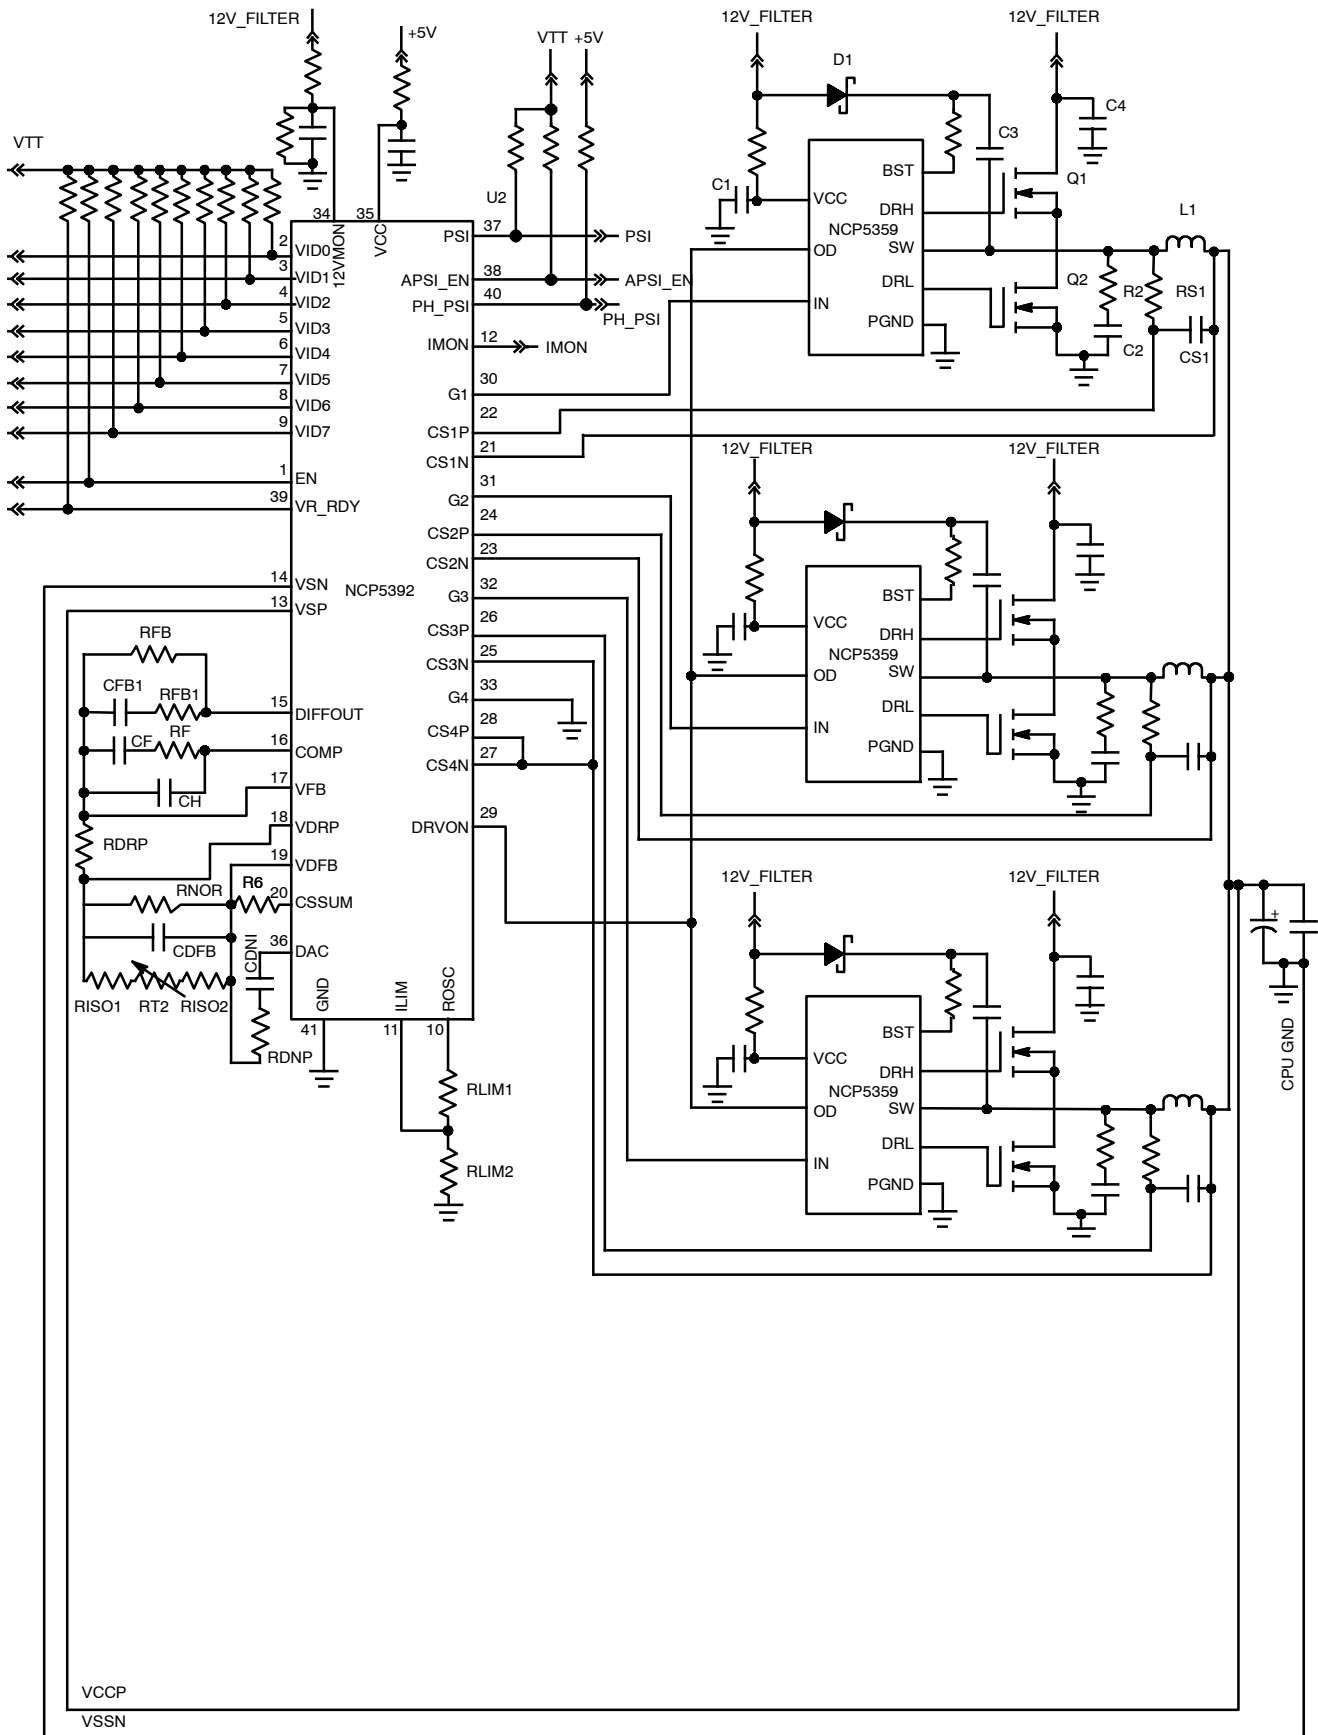 12V_FILTER
+5V
VTT +5V
12V_FILTER
12V_FILTER
D1
C4
C3
VTT
C1
BST
Q1
U2
VCC
DRH
NCP5359
L1
34
35
37
PSI
PSI
OD
SW
2
VID0
12VMON
VCC
3
VID1
38
APSI_EN
APSI_EN
DRL
Q2
R2
RS1
4
VID2
40
PH_PSI
PH_PSI
IN
5
VID3
PGND
12
IMON
IMON
C2
CS1
6
VID4
7
VID5
30
G1
8
VID6
22
CS1P
9
VID7
21
CS1N
12V_FILTER
12V_FILTER
1
EN
31
G2
39
VR_RDY
24
CS2P
23
CS2N
14
VSN
NCP5392
32
G3
BST
13
VSP
26
CS3P
VCC
DRH
NCP5359
RFB
25
CS3N
OD
SW
CFB1
RFB1
33
G4
DRL
15
DIFFOUT
28
CS4P
IN
CF
RF
16
COMP
27
CS4N
PGND
17
VFB
CH
18
VDRP
29
DRVON
RDRP
19
VDFB
12V_FILTER
12V_FILTER
RNOR
R6
20
CSSUM
+
CDFB
CDNI
36
DAC
RISO1
RT2
RISO2
GND
ILIM
ROSC
41
11
10
BST
RDNP
VCC
DRH
NCP5359
CPU GND
RLIM1
OD
SW
DRL
IN
RLIM2
PGND
VCCP
VSSN